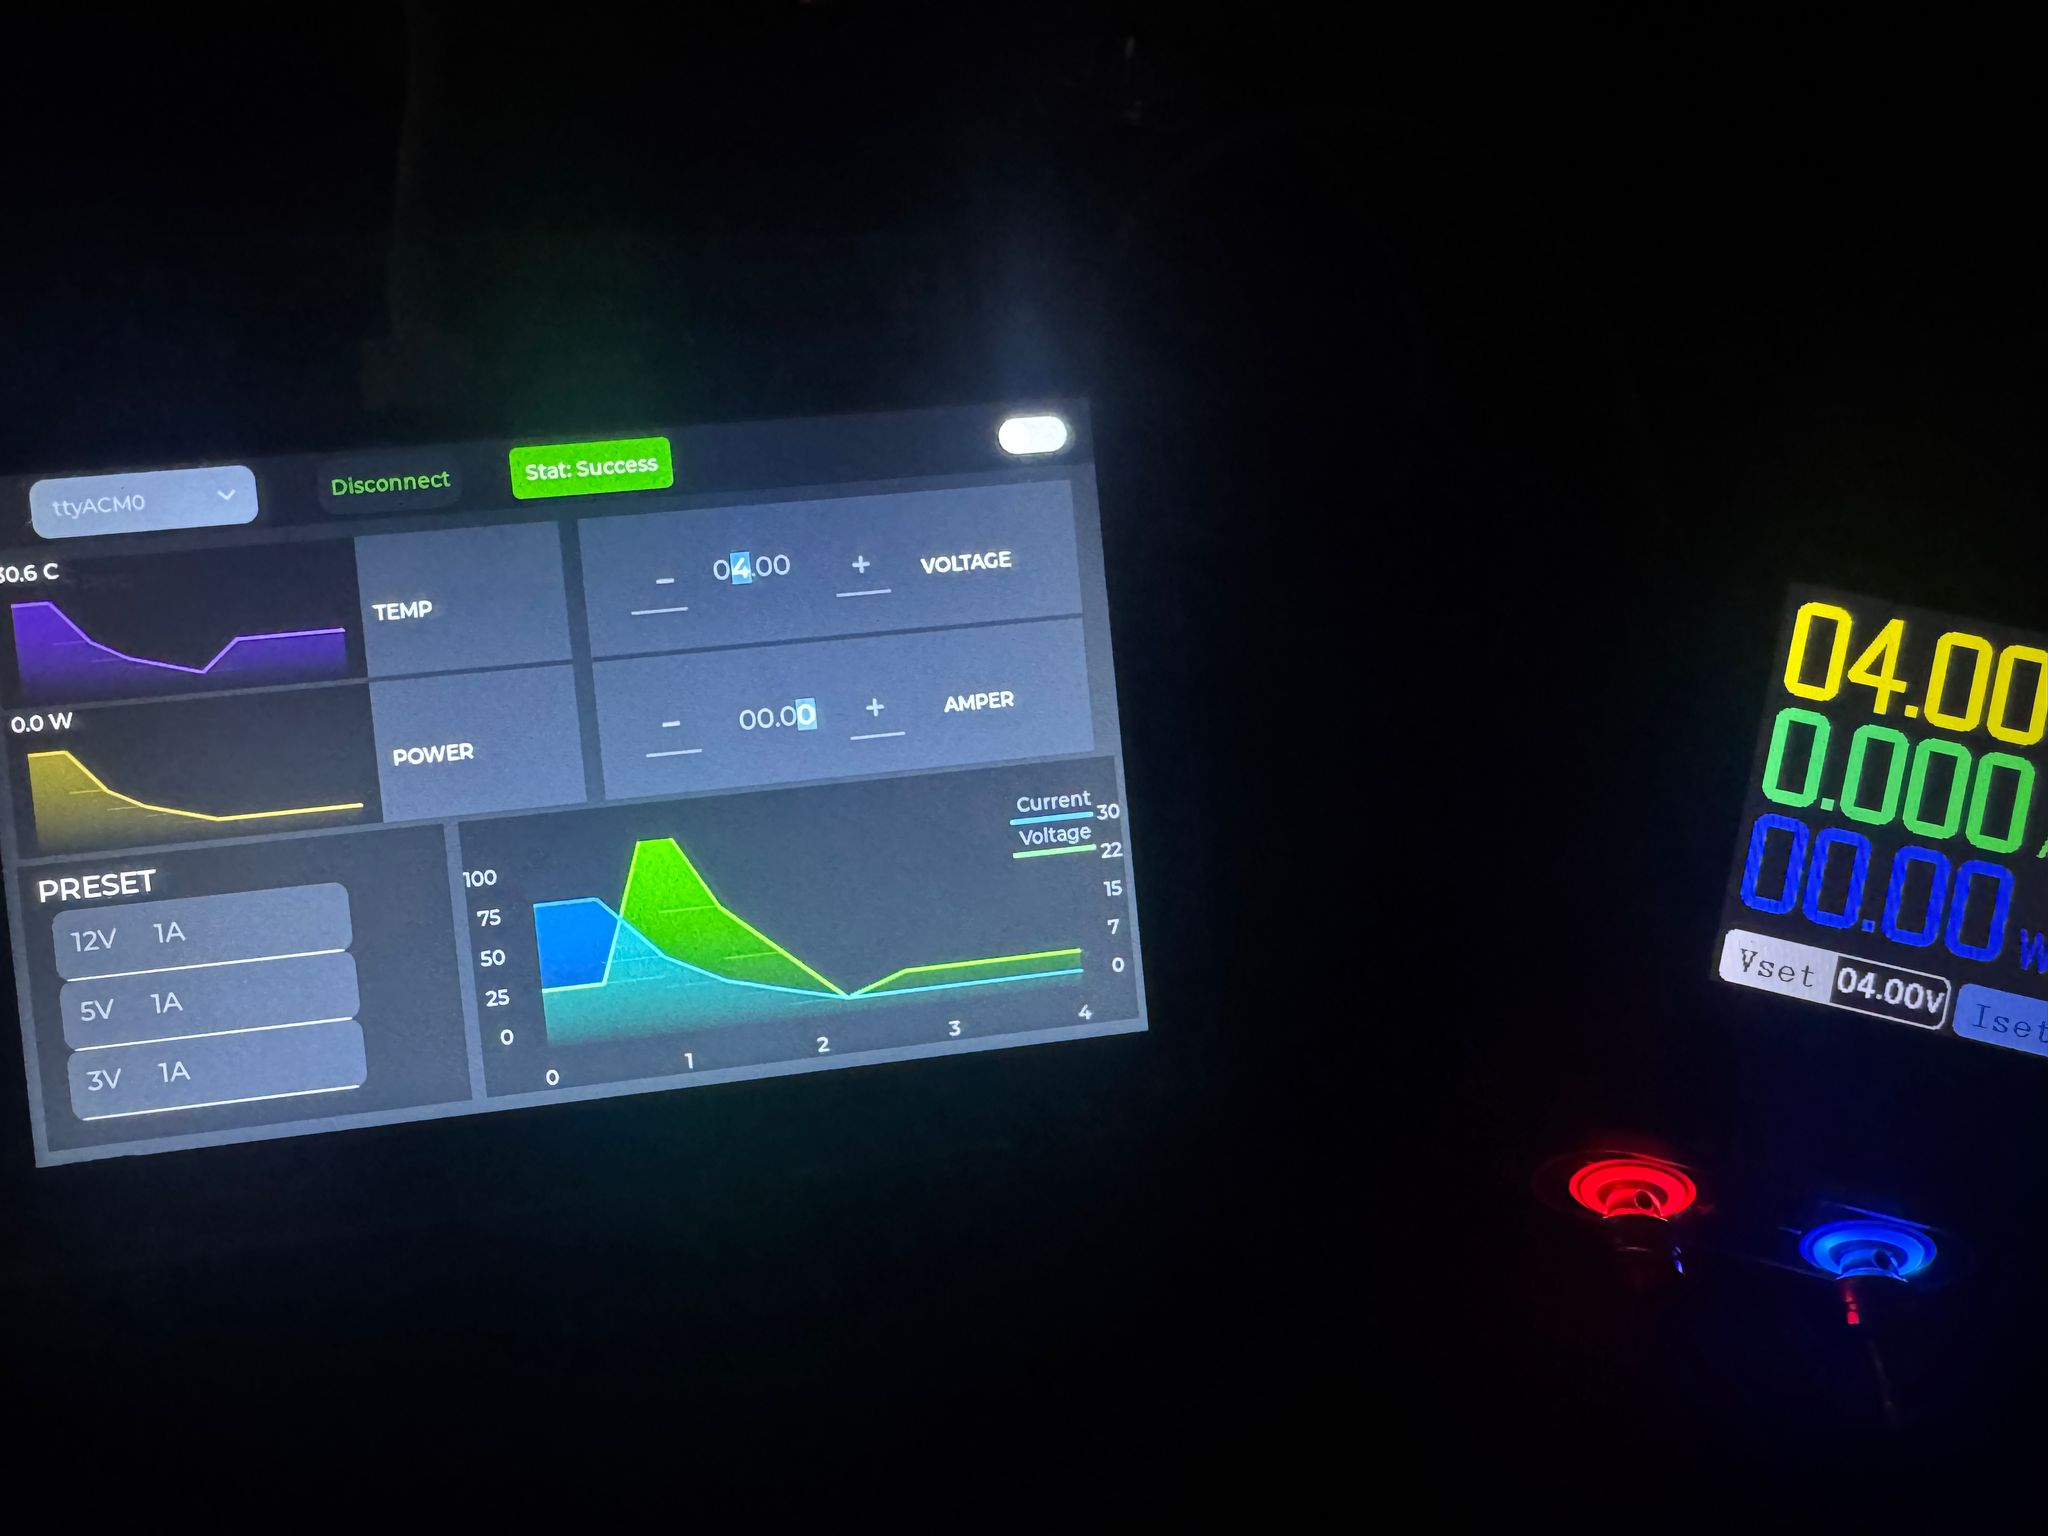 ttyACM0
Disconnect
Stat: Success
30.6 C
TEMP
04.00
VOLTAGE
0.0 W
POWER
00.00
AMPER
PRESET
12V 1A
5V 1A
3V 1A
Current
Voltage
100
75
50
25
0
30
22
15
7
0
0
1
2
3
4
04.00
0.000
00.00 W
Vset 04.00V
Iset